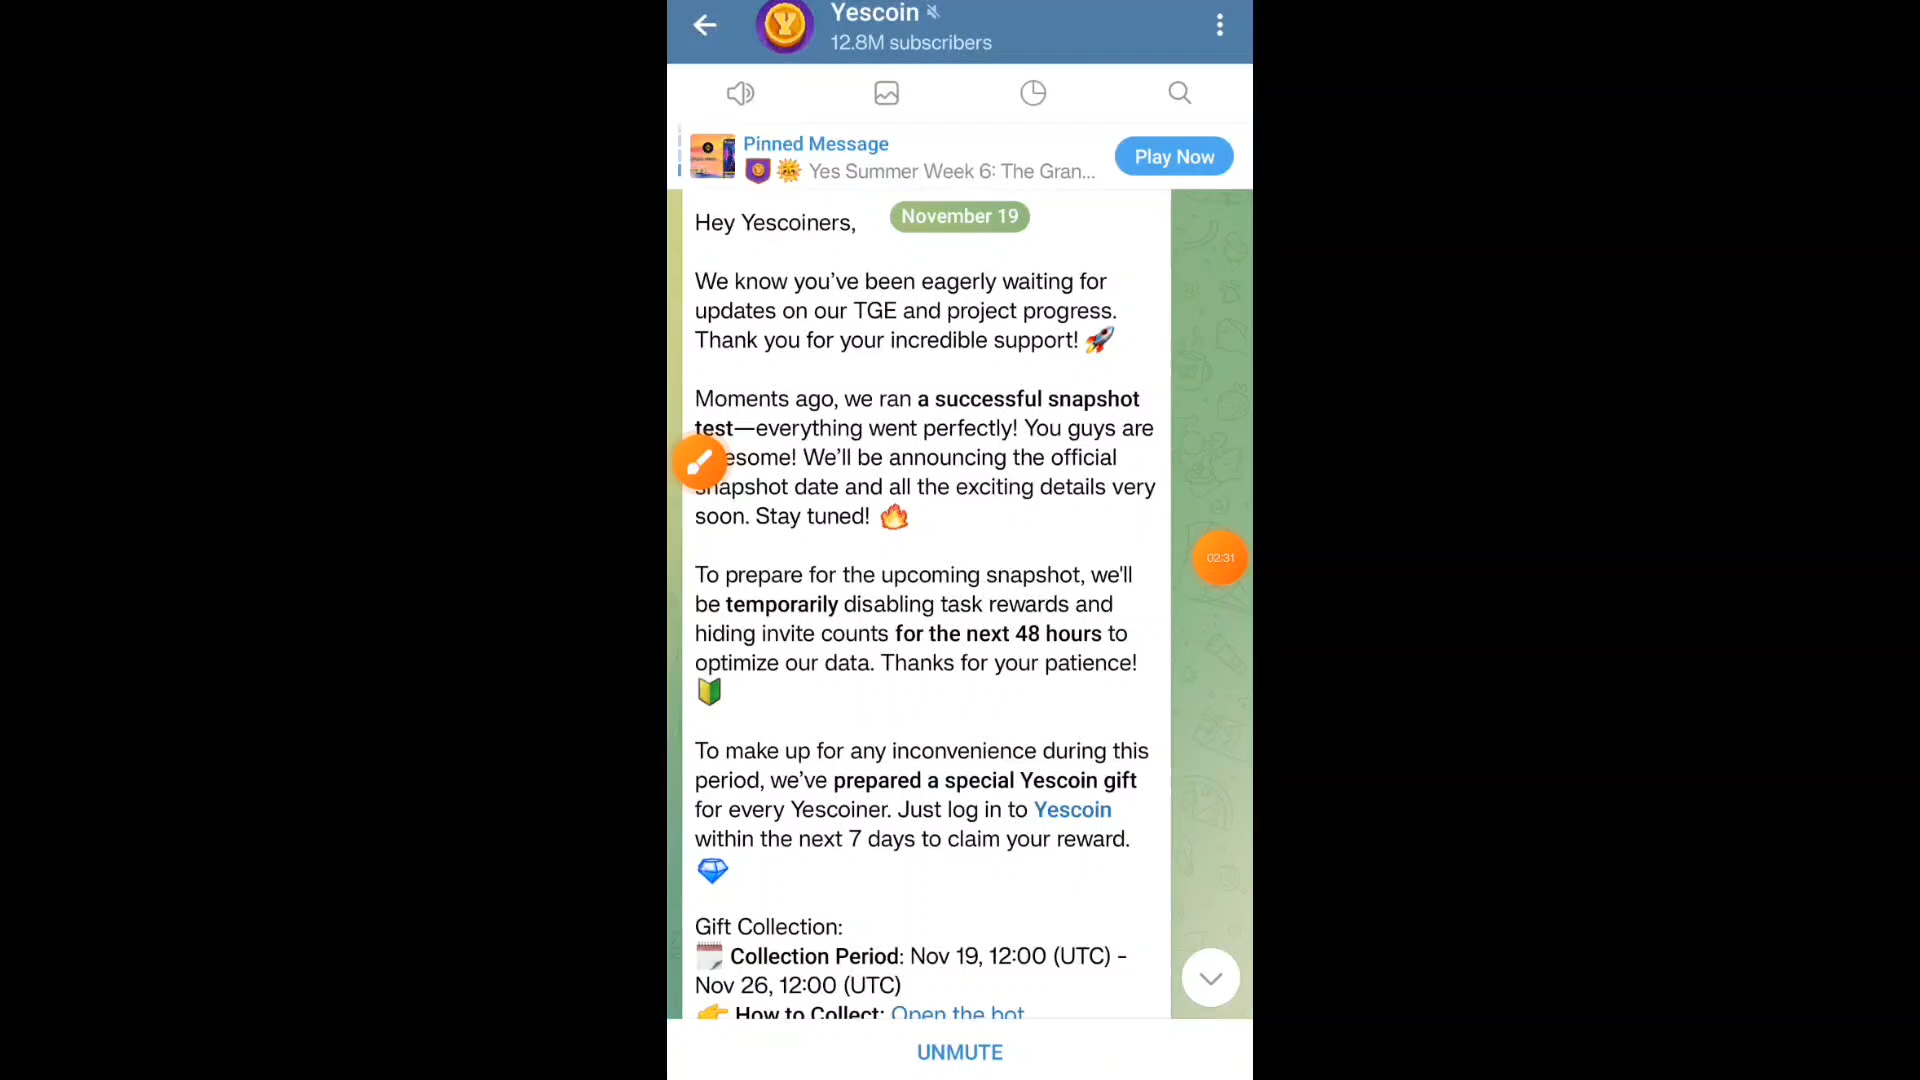 Yescoin
12.8M subscribers
Pinned Message
Yes Summer Week 6: The Gran...
Play Now
November 19
Hey Yescoiners,
We know you've been eagerly waiting for
updates on our TGE and project progress.
Thank you for your incredible support!
Moments ago, we ran a successful snapshot
test—everything went perfectly! You guys are
esome! We'll be announcing the official
snapshot date and all the exciting details very
soon. Stay tuned!
To prepare for the upcoming snapshot, we'll
be temporarily disabling task rewards and
hiding invite counts for the next 48 hours to
optimize our data. Thanks for your patience!
To make up for any inconvenience during this
period, we've prepared a special Yescoin gift
for every Yescoiner. Just log in to Yescoin
within the next 7 days to claim your reward.
Gift Collection:
Collection Period: Nov 19, 12:00 (UTC) -
Nov 26, 12:00 (UTC)
How to Collect: Open the bot
02:31
UNMUTE